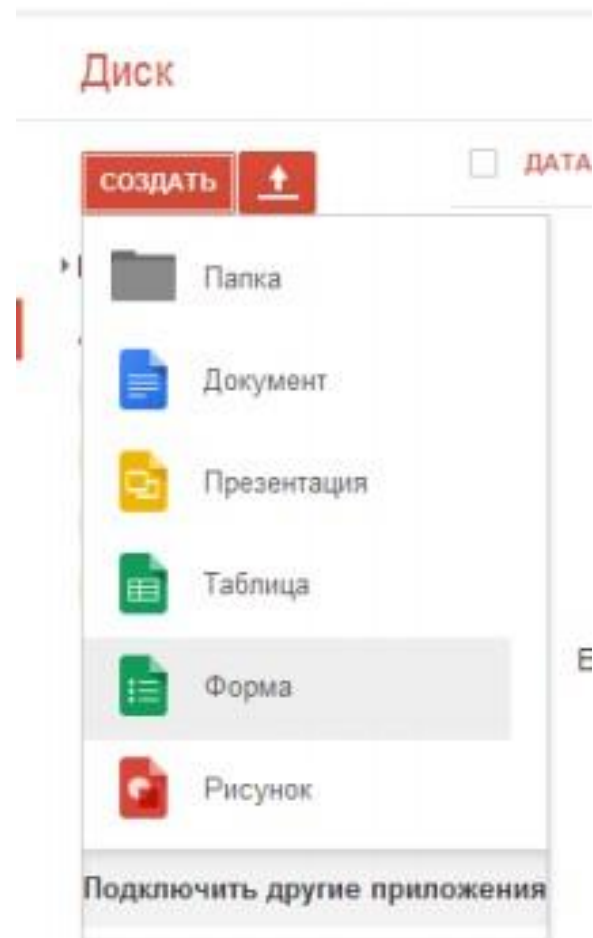 Диск
СОЗДАТЬ
ДАТА
Папка
Документ
Презентация
Таблица
Форма
Рисунок
Подключить другие приложения